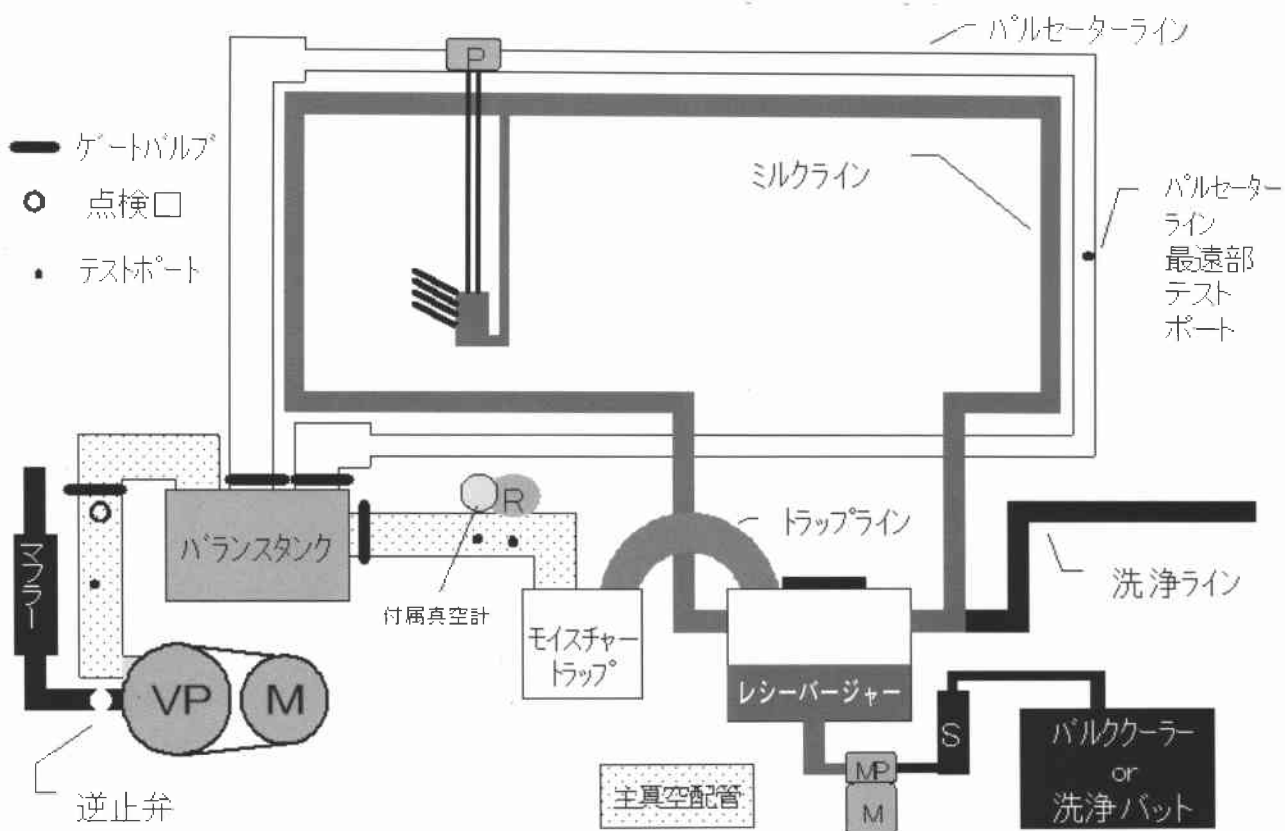 パルセーターライン
P
ゲートバルブ
点検口
テストポート
ミルクライン
パルセーター
ライン
最遠部
テスト
ポート
R
バランスタンク
トラップライン
マフラー
付属真空計
洗浄ライン
モイスチャー
トラップ
レシーバージャー
VP
M
S
バルククーラー
or
洗浄バット
MP
M
主真空配管
逆止弁